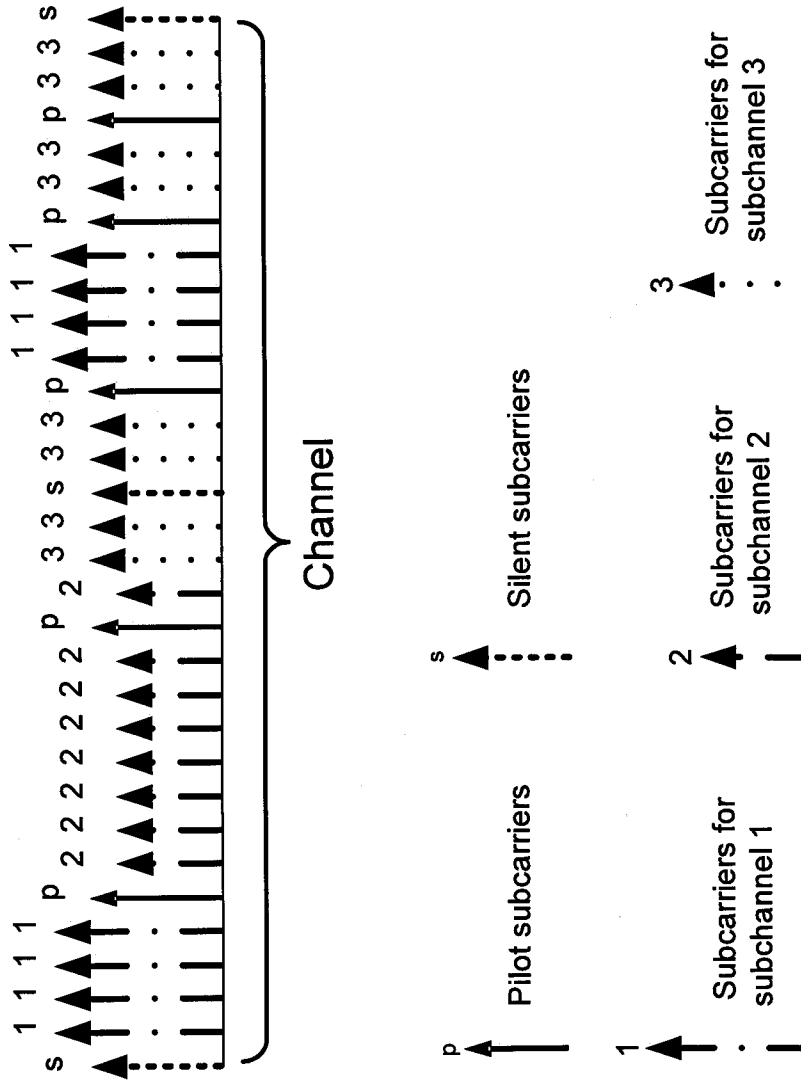 s 1 1 1 1 p 2 2 2 2 2 2 2 p 2 3 3 s 3 3 p 1 1 1 1 p 3 3 p 3 3 s
Channel
p Pilot subcarriers
s Silent subcarriers
1 Subcarriers for
subchannel 1
2 Subcarriers for
subchannel 2
3 Subcarriers for
subchannel 3